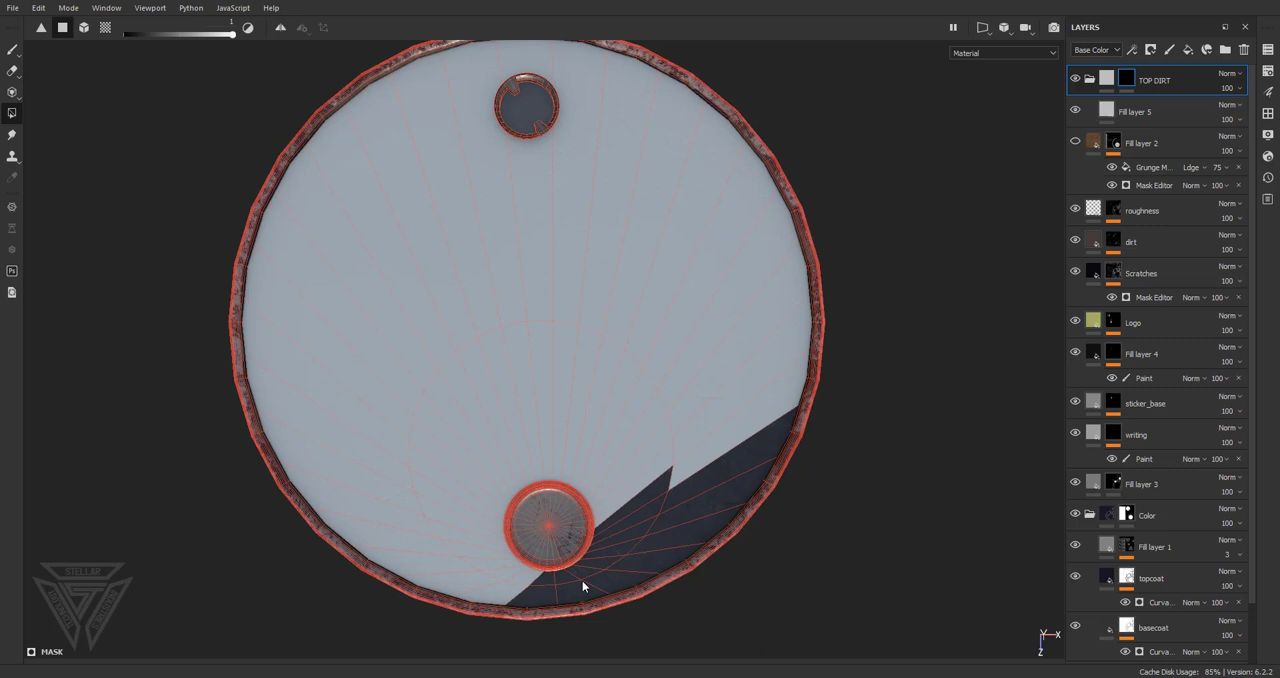 File Edit Mode Window Viewport Python JavaScript Help
LAYERS
1
Base Color
Material
TOP DIRT Norm
100
Fill layer 5 Norm
100
Fill layer 2 Norm
100
Grunge M... Ldge 75
Mask Editor Norm 100
roughness Norm
100
dirt Norm
100
Scratches Norm
100
Mask Editor Norm 100
Logo Norm
100
Fill layer 4 Norm
100
Paint Norm 100
sticker_base Norm
100
writing Norm
100
Paint Norm 100
Fill layer 3 Norm
100
Color Norm
100
Fill layer 1 Norm
3
topcoat Norm
100
Curva... Norm 100
basecoat Norm
100
Curva... Norm 100
STELLAR
Y X
Z
MASK
Cache Disk Usage: 85% | Version: 6.2.2